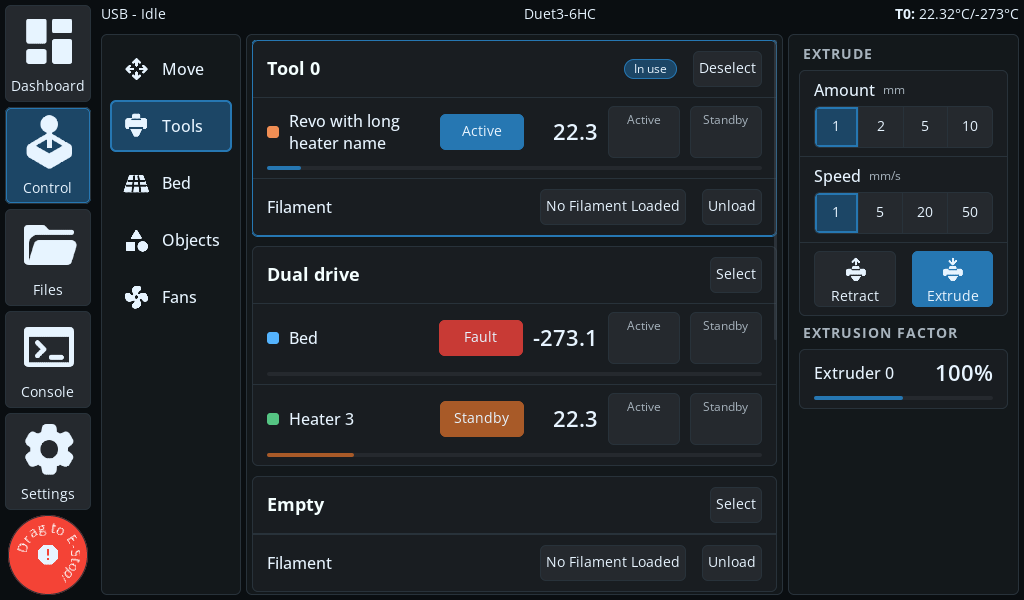 USB - Idle
Duet3-6HC
T0: 22.32°C/-273°C
Dashboard
Control
Files
Console
Settings
Drag to E-Stop!
Move
Tools
Bed
Objects
Fans
Tool 0
In use
Deselect
Revo with long
heater name
Active
22.3
Active
Standby
Filament
No Filament Loaded
Unload
Dual drive
Select
Bed
Fault
-273.1
Active
Standby
Heater 3
Standby
22.3
Active
Standby
Empty
Select
Filament
No Filament Loaded
Unload
EXTRUDE
Amount mm
1 2 5 10
Speed mm/s
1 5 20 50
Retract
Extrude
EXTRUSION FACTOR
Extruder 0
100%